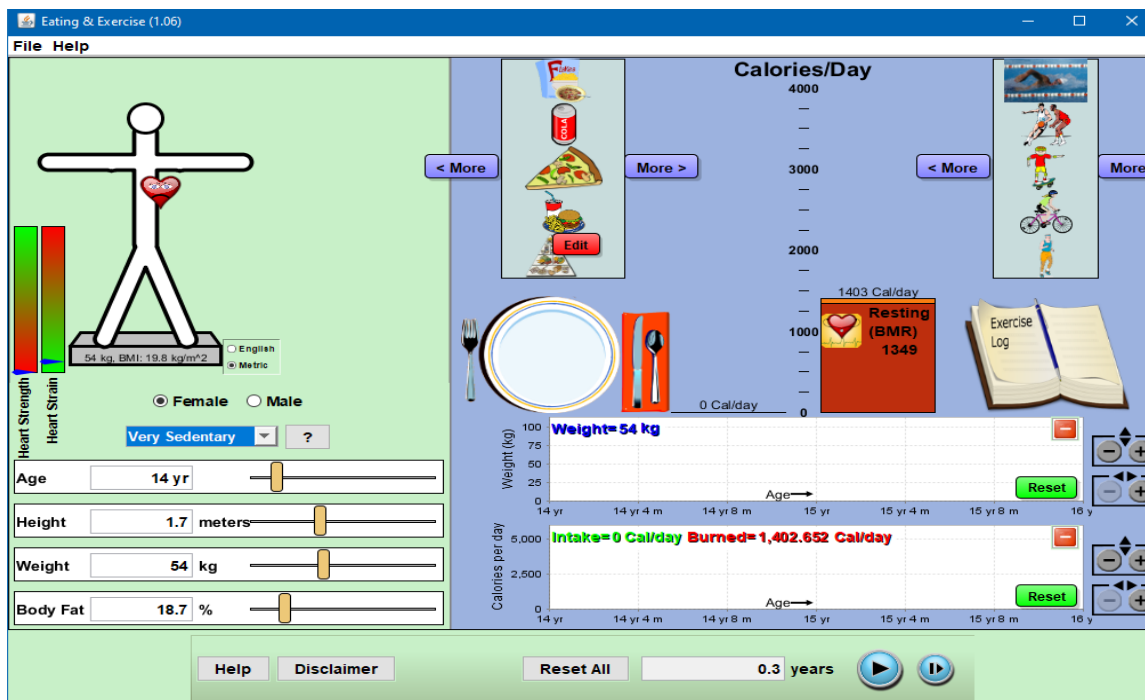 Eating & Exercise (1.06)
File Help
Calories/Day
4000
3000
2000
1000
0
Flakes
COLA
< More
More >
Edit
< More
More
1403 Cal/day
Resting
(BMR)
1349
0 Cal/day
Exercise
Log
54 kg, BMI: 19.8 kg/m^2
English
Metric
Heart Strength
Heart Strain
Female
Male
Very Sedentary
?
Age 14 yr
Height 1.7 meters
Weight 54 kg
Body Fat 18.7 %
Weight (kg)
100
75
50
25
0
Weight= 54 kg
Reset
Age
14 yr 14 yr 4 m 14 yr 8 m 15 yr 15 yr 4 m 15 yr 8 m 16 y
Calories per day
5,000
2,500
0
Intake= 0 Cal/day Burned= 1,402.652 Cal/day
Reset
Age
14 yr 14 yr 4 m 14 yr 8 m 15 yr 15 yr 4 m 15 yr 8 m 16 y
Help
Disclaimer
Reset All
0.3 years